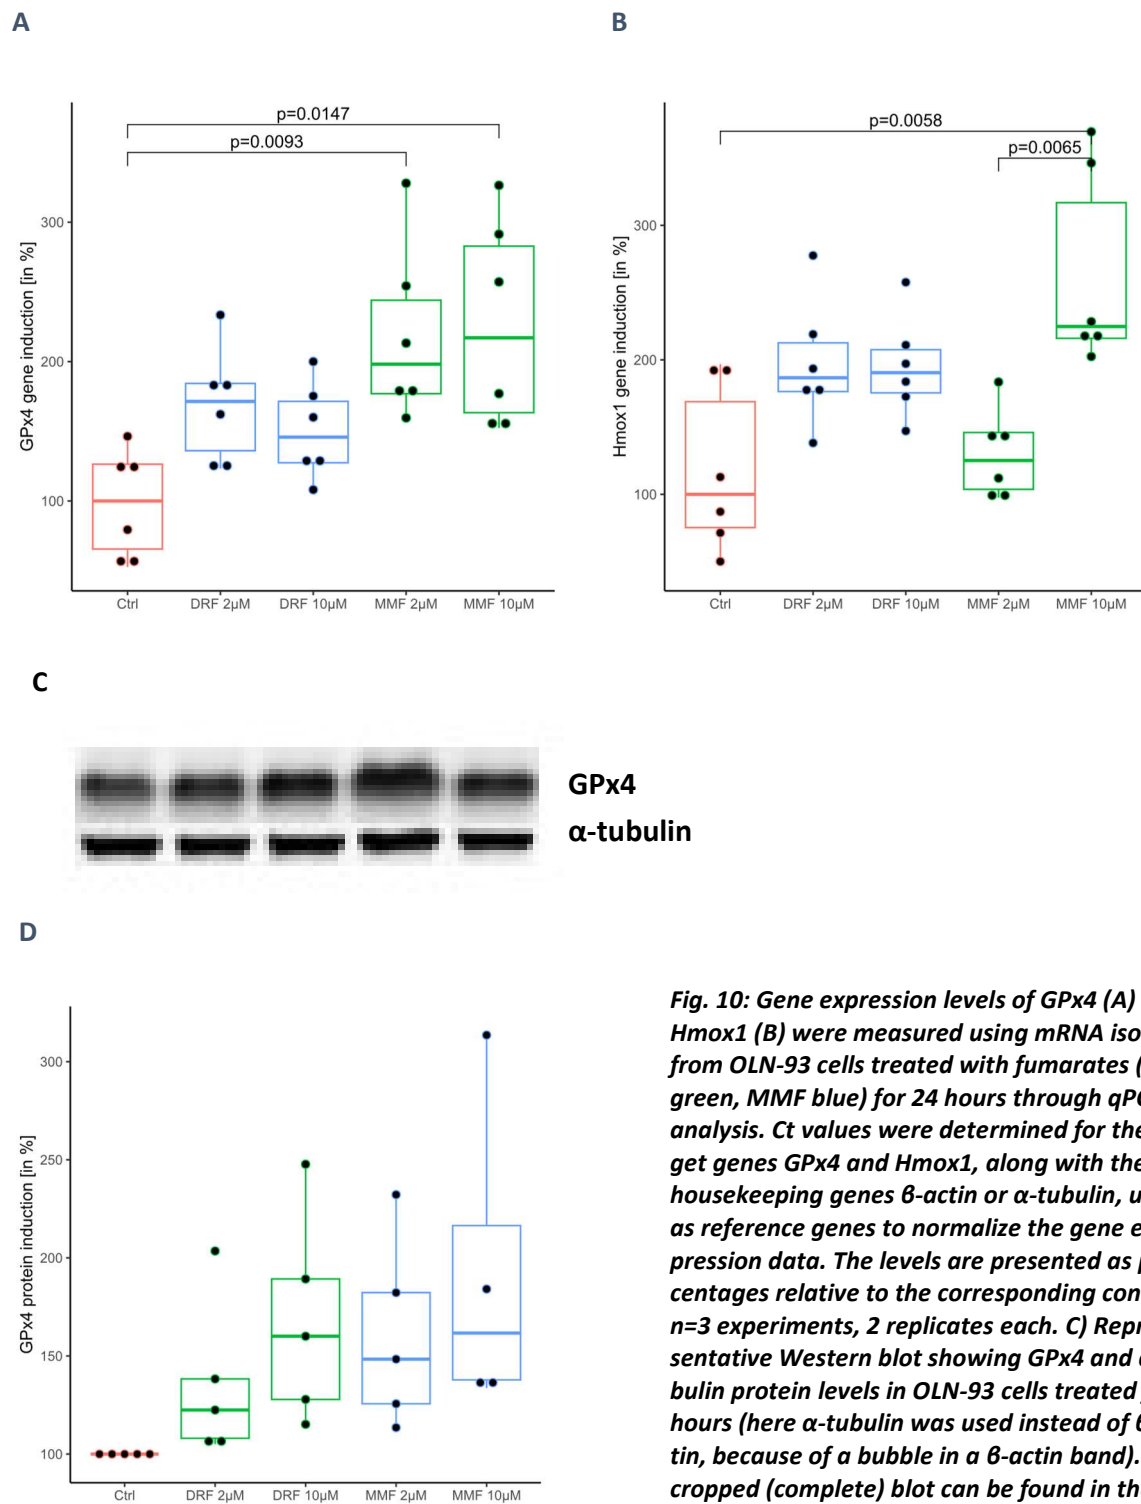 A
B
p=0.0147
p=0.0093
GPx4 gene induction [in %]
300
200
100
Ctrl DRF 2μM DRF 10μM MMF 2μM MMF 10μM
p=0.0058
p=0.0065
Hmox1 gene induction [in %]
300
200
100
Ctrl DRF 2μM DRF 10μM MMF 2μM MMF 10μM
C
GPx4
α-tubulin
D
GPx4 protein induction [in %]
300
250
200
150
100
Ctrl DRF 2μM DRF 10μM MMF 2μM MMF 10μM
Fig. 10: Gene expression levels of GPx4 (A)
Hmox1 (B) were measured using mRNA iso
from OLN-93 cells treated with fumarates (
green, MMF blue) for 24 hours through qP
analysis. Ct values were determined for the
get genes GPx4 and Hmox1, along with the
housekeeping genes β-actin or α-tubulin, u
as reference genes to normalize the gene e
pression data. The levels are presented as
centages relative to the corresponding con
n=3 experiments, 2 replicates each. C) Repr
sentative Western blot showing GPx4 and
bulin protein levels in OLN-93 cells treated
hours (here α-tubulin was used instead of
tin, because of a bubble in a β-actin band).
cropped (complete) blot can be found in th